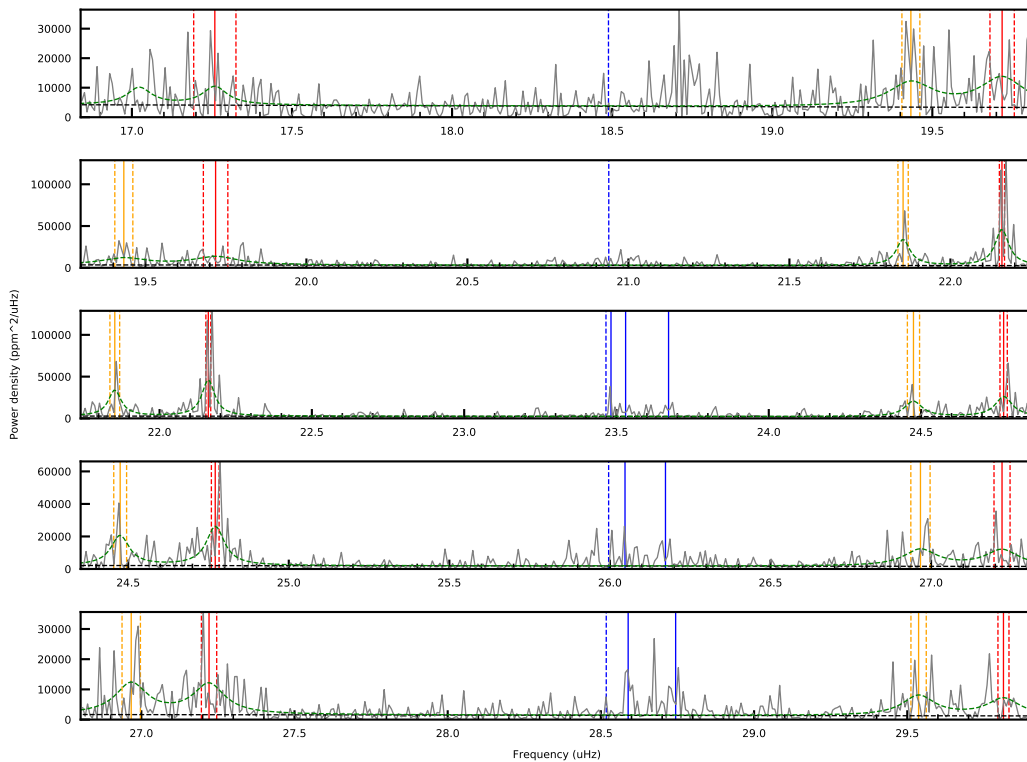 30000
20000
10000
0
17.0 17.5 18.0 18.5 19.0 19.5
100000
50000
0
19.5 20.0 20.5 21.0 21.5 22.0
Power density (ppm^2/uHz)
100000
50000
0
22.0 22.5 23.0 23.5 24.0 24.5
60000
40000
20000
0
24.5 25.0 25.5 26.0 26.5 27.0
30000
20000
10000
0
27.0 27.5 28.0 28.5 29.0 29.5
Frequency (uHz)